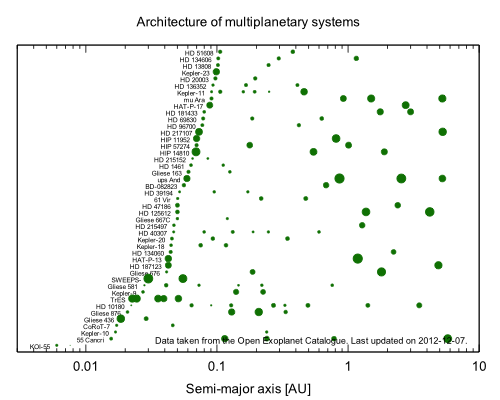 Architecture of multiplanetary systems
HD 51608
HD 134606
HD 13808
Kepler-23
HD 20003
HD 136352
Kepler-11
mu Ara
HAT-P-17
HD 181433
HD 69830
HD 96700
HD 217107
HIP 11952
HIP 57274
HIP 14810
HD 215152
HD 1461
Gliese 163
ups And
BD-082823
HD 39194
61 Vir
HD 47186
HD 125612
Gliese 667C
HD 215497
HD 40307
Kepler-20
Kepler-18
HD 134060
HAT-P-13
HD 187123
Gliese 676
SWEEPS-
Gliese 581
Kepler-9
TrES
HD 10180
Gliese 876
Gliese 436
CoRoT-7
Kepler-10
55 Cancri
KOI-55
Data taken from the Open Exoplanet Catalogue. Last updated on 2012-12-07.
0.01
0.1
1
10
Semi-major axis [AU]